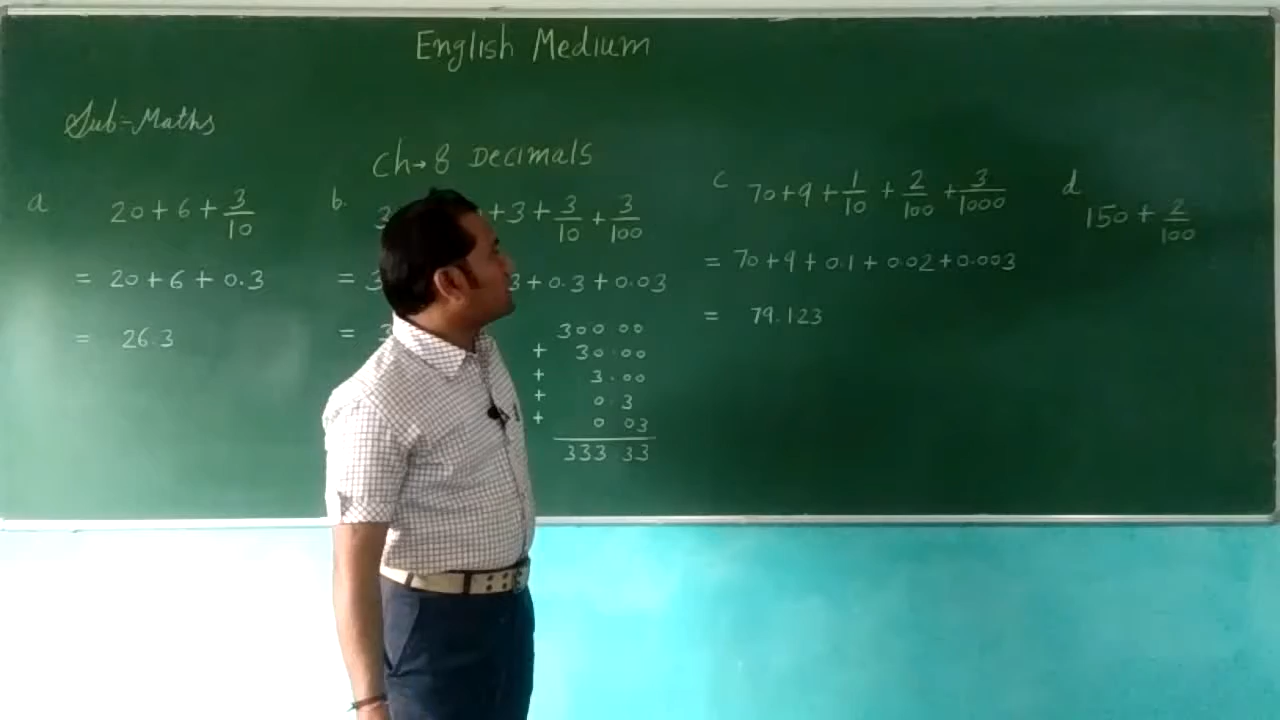 English Medium
Sub=Maths
Ch→8 Decimals
a
20+6+3/10
= 20+6+0.3
= 26.3
b.
3 +3+3/10+3/100
= 3 3+0.3+0.03
= 3
300 00
+ 30.00
+ 3.00
+ 0.3
+ 0 03
333 33
c
70+9+1/10+2/100+3/1000
= 70+9+0.1+0.02+0.003
= 79.123
d
150+2/100